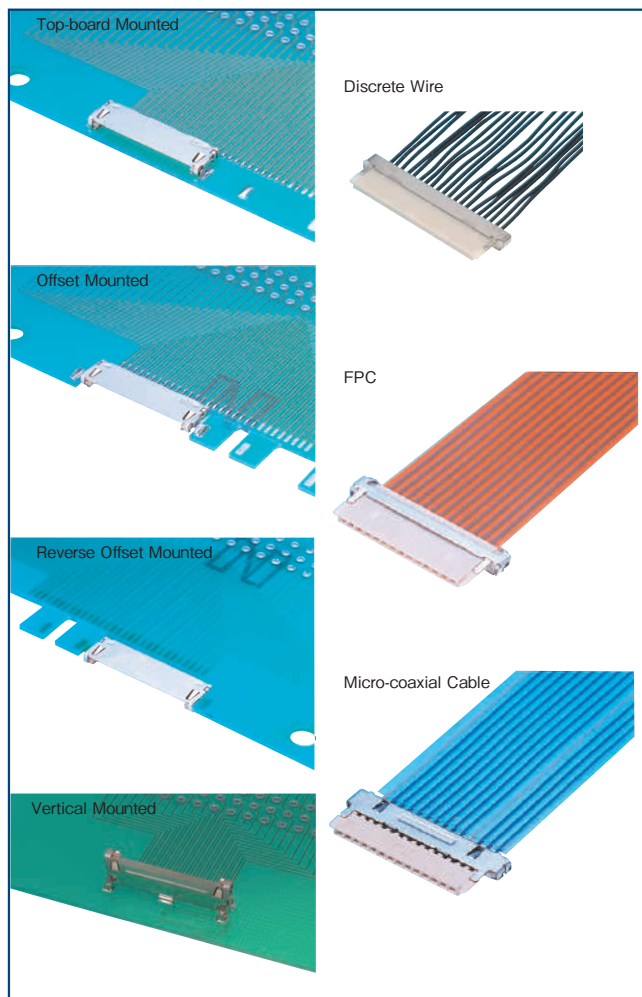 Top-board Mounted
Discrete Wire
Offset Mounted
FPC
Reverse Offset Mounted
Micro-coaxial Cable
Vertical Mounted